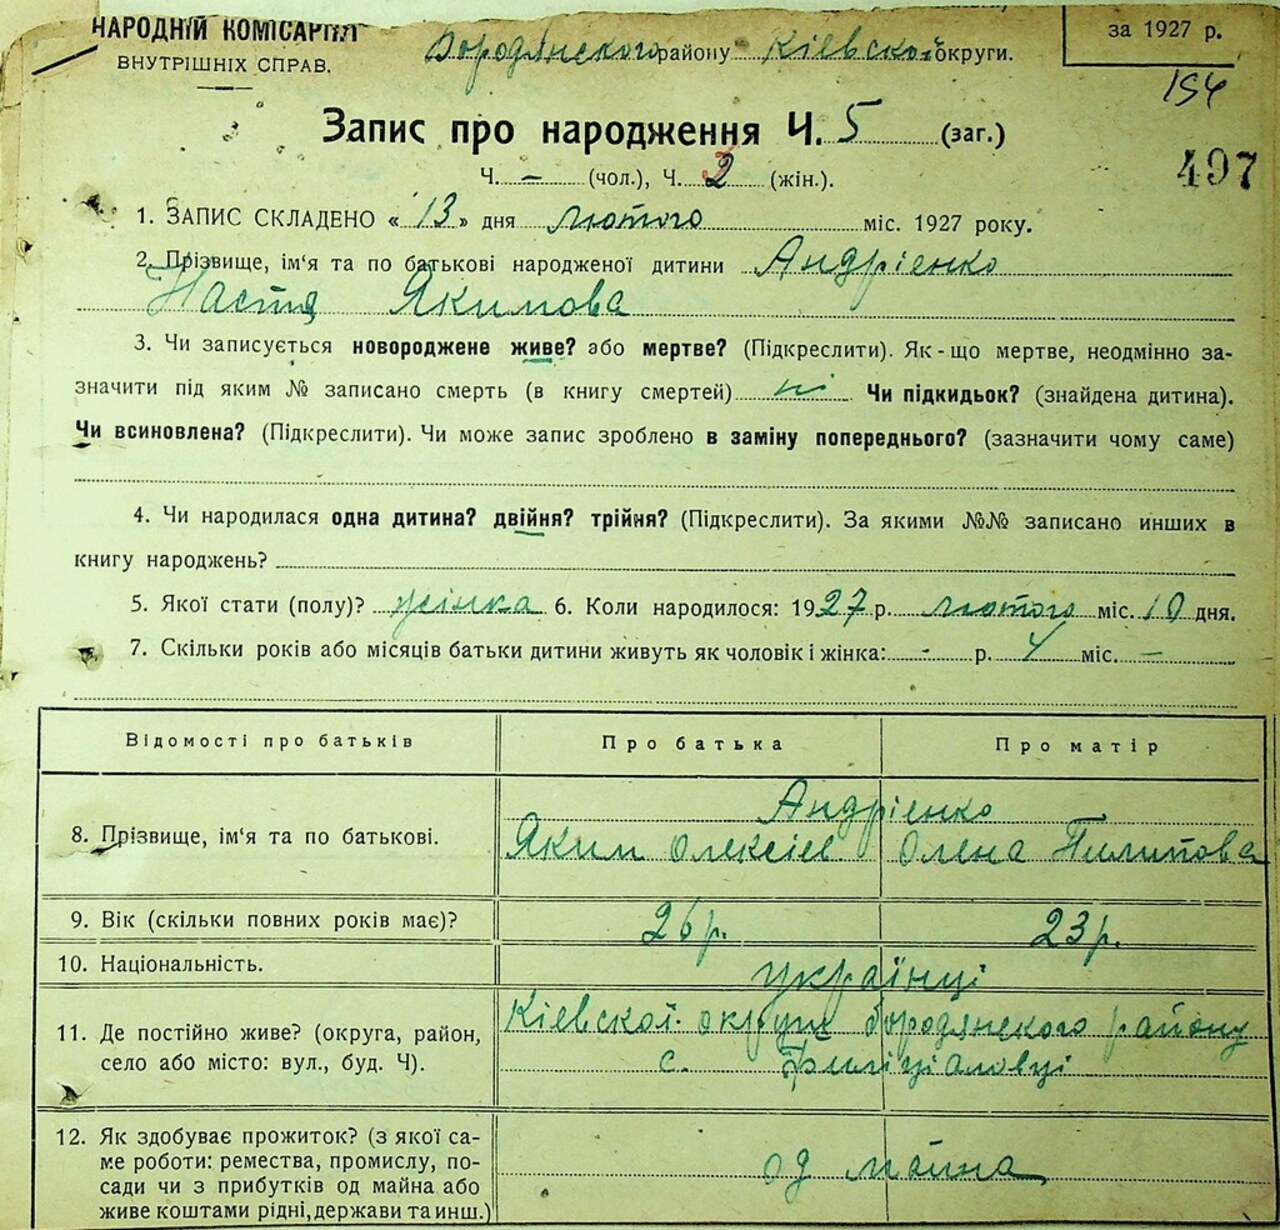 НАРОДНІЙ КОМІСАРІЯТ
ВНУТРІШНІХ СПРАВ.
Бородянского району Кіевской округи.
за 1927 р.
154
Запис про народження Ч. 5 (заг.)
Ч. – (чол.), Ч. 2 (жін.).
497
1. ЗАПИС СКЛАДЕНО «13» дня лютого міс. 1927 року.
2. Прізвище, ім'я та по батькові народженої дитини Андріенко
Настя Якимова
3. Чи записується новороджене живе? або мертве? (Підкреслити). Як-що мертве, неодмінно за-
значити під яким № записано смерть (в книгу смертей) ні Чи підкидьок? (знайдена дитина).
Чи всиновлена? (Підкреслити). Чи може запис зроблено в заміну попереднього? (зазначити чому саме)
4. Чи народилася одна дитина? двійня? трійня? (Підкреслити). За якими №№ записано инших в
книгу народжень?
5. Якої стати (полу)? жінка 6. Коли народилося: 1927 р. лютого міс. 10 дня.
7. Скільки років або місяців батьки дитини живуть як чоловік і жінка: - р. міс. –
Відомості про батьків Про батька Про матір
Андріенко
8. Прізвище, ім'я та по батькові. Яким Олексіев Олена Пилипова
9. Вік (скільки повних років має)? 26 р. 23 р.
10. Національність. українці
11. Де постійно живе? (округа, район, Кіевской округи бородянского району
село або місто: вул., буд. Ч). с.
12. Як здобуває прожиток? (з якої са-
ме роботи: ремества, промислу, по- од майна
сади чи з прибутків од майна або
живе коштами рідні, держави та инш.)